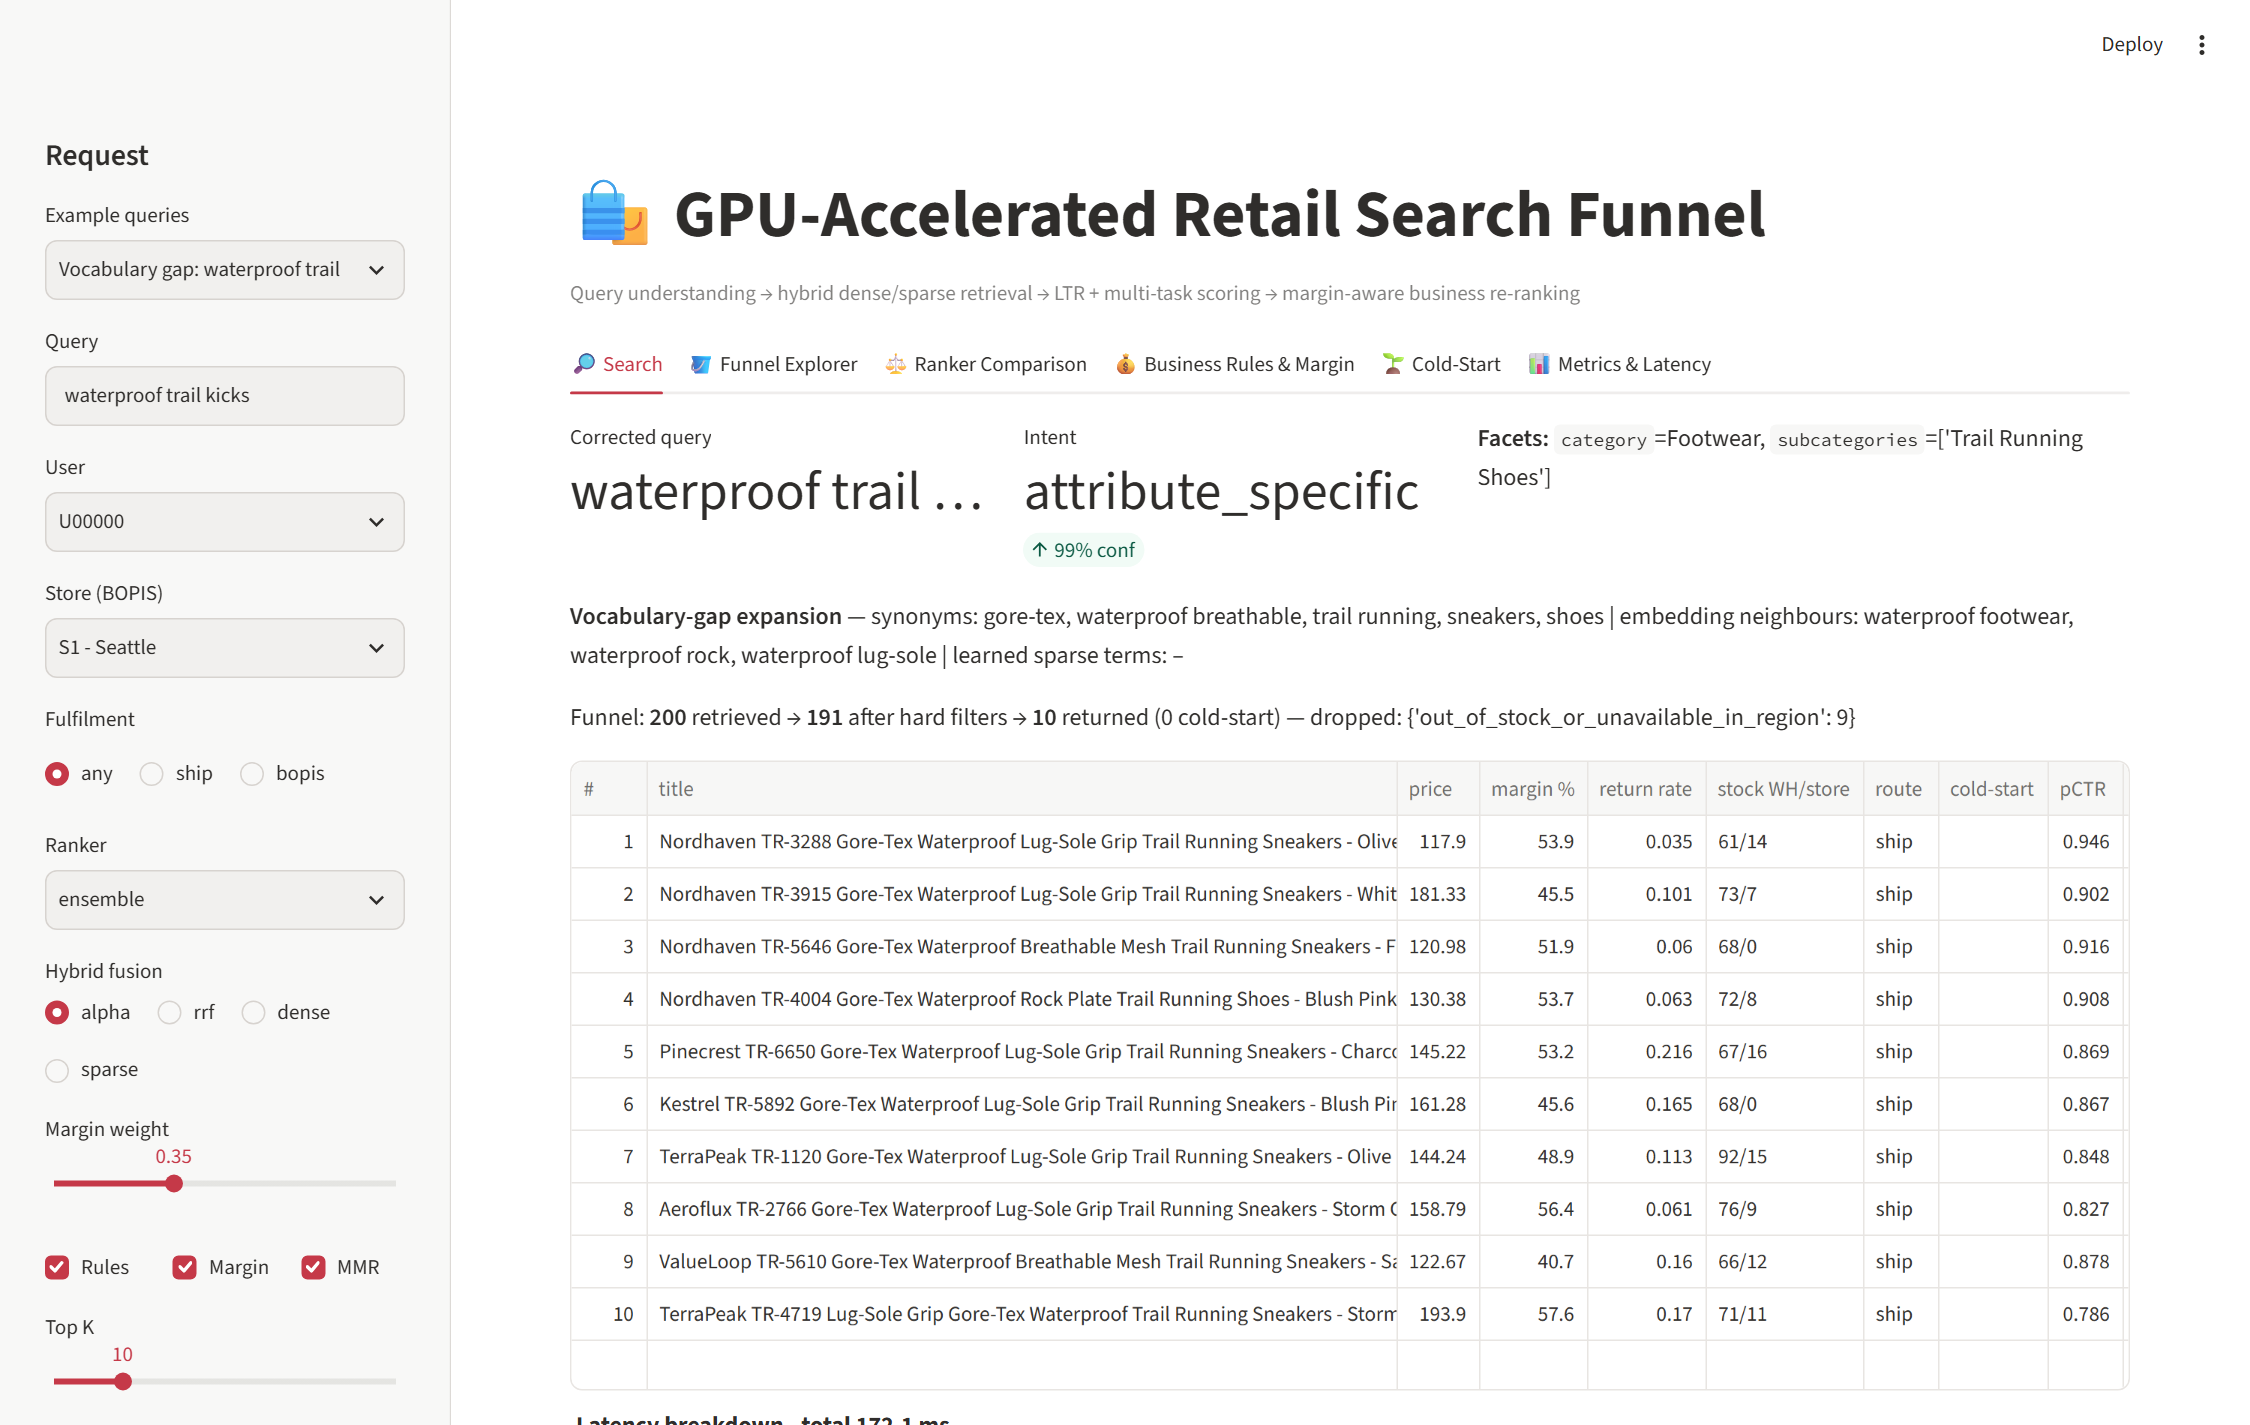 Deploy
Request
Example queries
Vocabulary gap: waterproof trail
Query
waterproof trail kicks
User
U00000
Store (BOPIS)
S1 - Seattle
Fulfilment
any ship bopis
Ranker
ensemble
Hybrid fusion
alpha rrf dense
sparse
Margin weight
0.35
Rules Margin MMR
Top K
10
GPU-Accelerated Retail Search Funnel
Query understanding → hybrid dense/sparse retrieval → LTR + multi-task scoring → margin-aware business re-ranking
Search Funnel Explorer Ranker Comparison Business Rules & Margin Cold-Start Metrics & Latency
Corrected query
waterproof trail …
Intent
attribute_specific
↑ 99% conf
Facets: category =Footwear, subcategories =['Trail Running
Shoes']
Vocabulary-gap expansion — synonyms: gore-tex, waterproof breathable, trail running, sneakers, shoes | embedding neighbours: waterproof footwear,
waterproof rock, waterproof lug-sole | learned sparse terms: –
Funnel: 200 retrieved → 191 after hard filters → 10 returned (0 cold-start) — dropped: {'out_of_stock_or_unavailable_in_region': 9}
# title price margin % return rate stock WH/store route cold-start pCTR
1 Nordhaven TR-3288 Gore-Tex Waterproof Lug-Sole Grip Trail Running Sneakers - Olive 117.9 53.9 0.035 61/14 ship 0.946
2 Nordhaven TR-3915 Gore-Tex Waterproof Lug-Sole Grip Trail Running Sneakers - Whit 181.33 45.5 0.101 73/7 ship 0.902
3 Nordhaven TR-5646 Gore-Tex Waterproof Breathable Mesh Trail Running Sneakers - F 120.98 51.9 0.06 68/0 ship 0.916
4 Nordhaven TR-4004 Gore-Tex Waterproof Rock Plate Trail Running Shoes - Blush Pink 130.38 53.7 0.063 72/8 ship 0.908
5 Pinecrest TR-6650 Gore-Tex Waterproof Lug-Sole Grip Trail Running Sneakers - Charc 145.22 53.2 0.216 67/16 ship 0.869
6 Kestrel TR-5892 Gore-Tex Waterproof Lug-Sole Grip Trail Running Sneakers - Blush Pin 161.28 45.6 0.165 68/0 ship 0.867
7 TerraPeak TR-1120 Gore-Tex Waterproof Lug-Sole Grip Trail Running Sneakers - Olive 144.24 48.9 0.113 92/15 ship 0.848
8 Aeroflux TR-2766 Gore-Tex Waterproof Lug-Sole Grip Trail Running Sneakers - Storm 158.79 56.4 0.061 76/9 ship 0.827
9 ValueLoop TR-5610 Gore-Tex Waterproof Breathable Mesh Trail Running Sneakers - Sa 122.67 40.7 0.16 66/12 ship 0.878
10 TerraPeak TR-4719 Lug-Sole Grip Gore-Tex Waterproof Trail Running Sneakers - Storm 193.9 57.6 0.17 71/11 ship 0.786
Latency breakdown total 172.1 ms